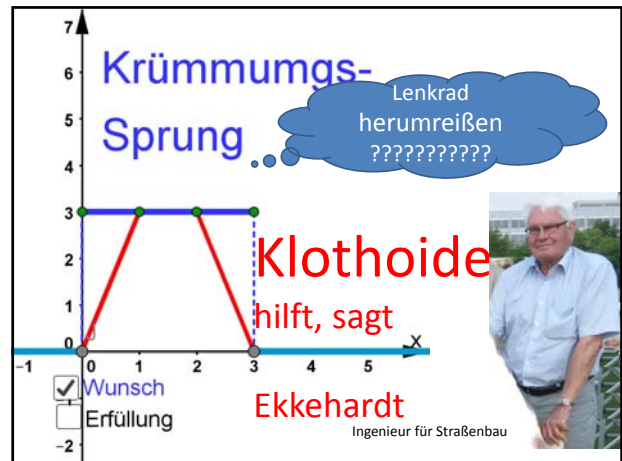 7
Krümmumgs-
Sprung
Lenkrad
herumreißen
???????????
6
5
4
3
2
1
0
Klothoide
hilft, sagt
Ekkehardt
Ingenieur für Straßenbau
−1 0 1 2 3 4 5 x
Wunsch
Erfüllung
−2